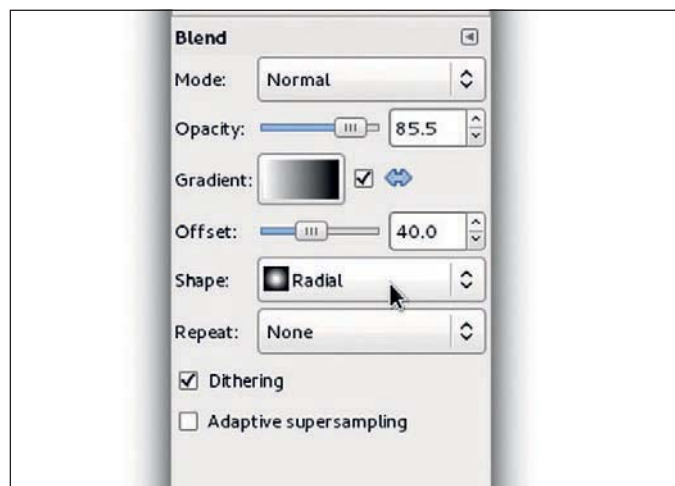 Blend
Mode: Normal
Opacity: 85.5
Gradient:
Offset: 40.0
Shape: Radial
Repeat: None
Dithering
Adaptive supersampling